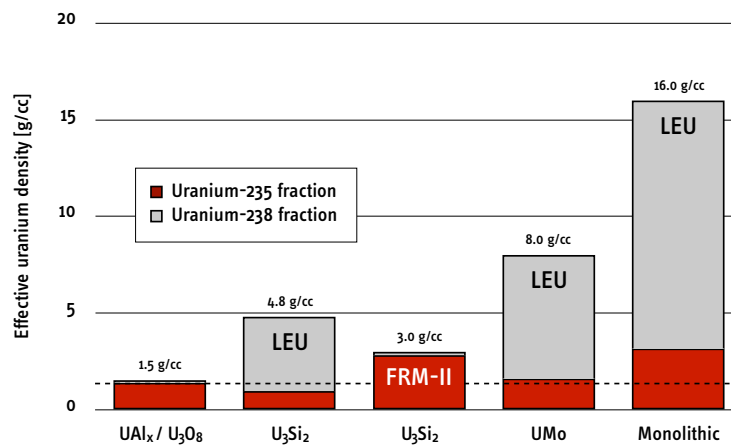 20
15
10
5
0
Effective uranium density [g/cc]
Uranium-235 fraction
Uranium-238 fraction
1.5 g/cc
4.8 g/cc
LEU
3.0 g/cc
FRM-II
8.0 g/cc
LEU
16.0 g/cc
LEU
UAlₓ / U₃O₈
U₃Si₂
U₃Si₂
UMo
Monolithic